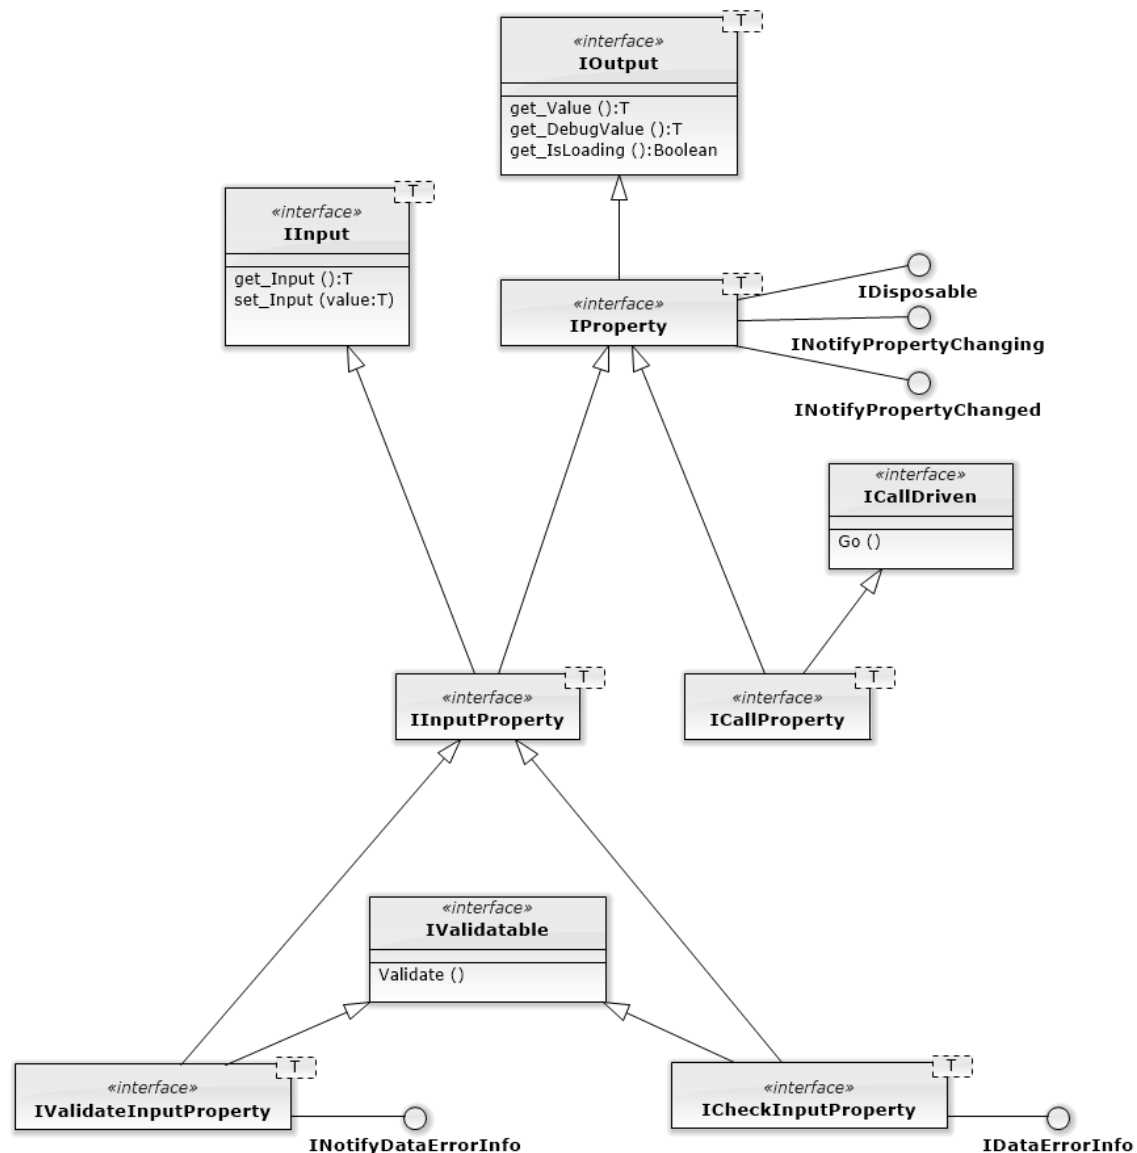 T
«interface»
IOutput
get_Value ():T
get_DebugValue ():T
get_IsLoading ():Boolean
T
«interface»
IInput
get_Input ():T
set_Input (value:T)
T
«interface»
IProperty
IDisposable
INotifyPropertyChanging
INotifyPropertyChanged
«interface»
ICallDriven
Go ()
T
«interface»
IInputProperty
T
«interface»
ICallProperty
«interface»
IValidatable
Validate ()
T
«interface»
IValidateInputProperty
INotifyDataErrorInfo
T
«interface»
ICheckInputProperty
IDataErrorInfo